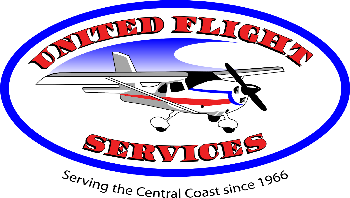 UNITED FLIGHT
SERVICES
Serving the Central Coast since 1966